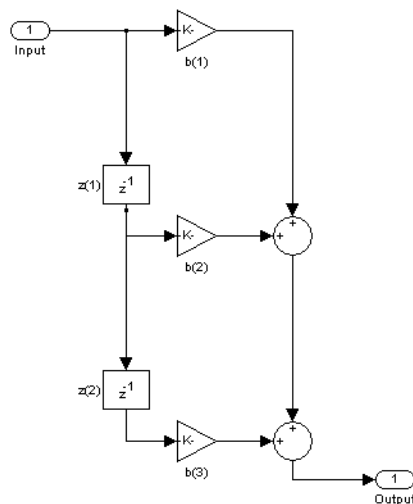 1
Input
K-
b(1)
z(1)
z-1
K-
b(2)
+
+
z(2)
z-1
K-
b(3)
+
+
1
Output